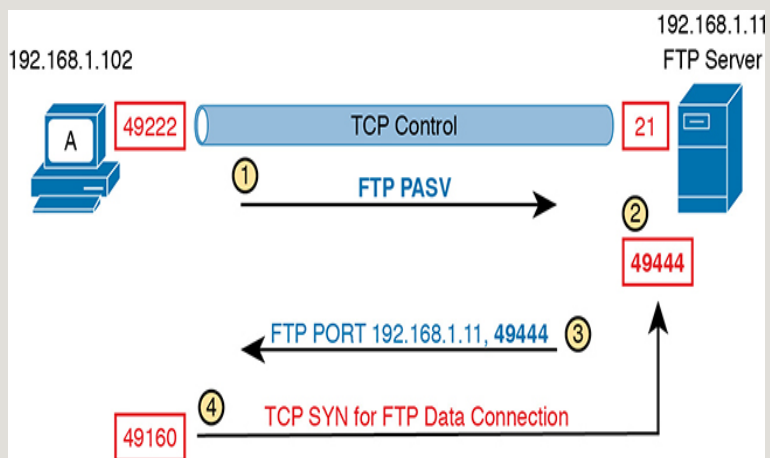 192.168.1.11
FTP Server
192.168.1.102
A
49222
TCP Control
21
1
FTP PASV
2
49444
FTP PORT 192.168.1.11, 49444
3
4
TCP SYN for FTP Data Connection
49160